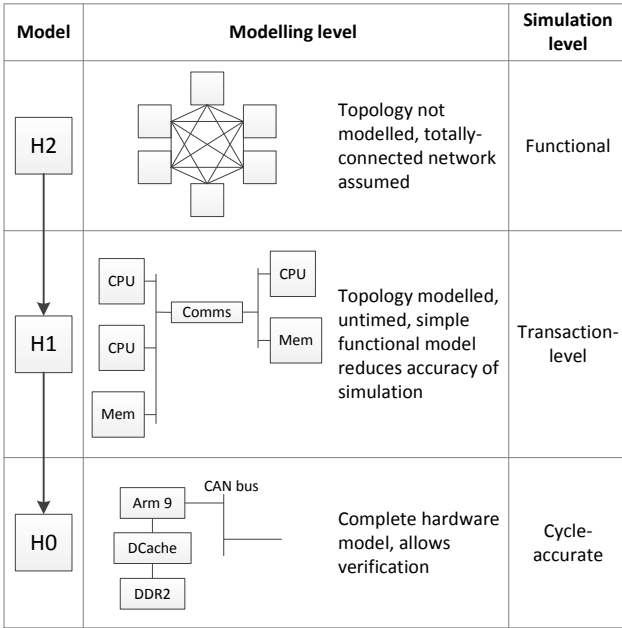 Model
Modelling level
Simulation
level
H2
Topology not
modelled, totally-
connected network
assumed
Functional
H1
CPU
CPU
Mem
Comms
CPU
Mem
Topology modelled,
untimed, simple
functional model
reduces accuracy of
simulation
Transaction-
level
H0
Arm 9
CAN bus
DCache
DDR2
Complete hardware
model, allows
verification
Cycle-
accurate